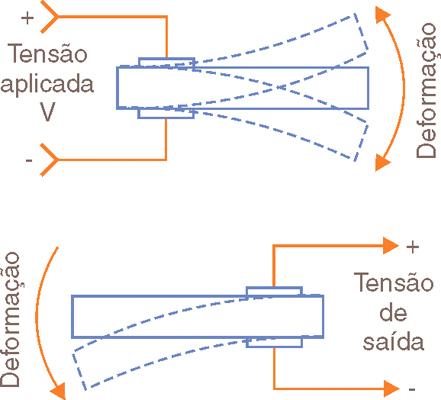 +
Tensão
aplicada
V
-
Deformação
Deformação
+
Tensão
de
saída
-